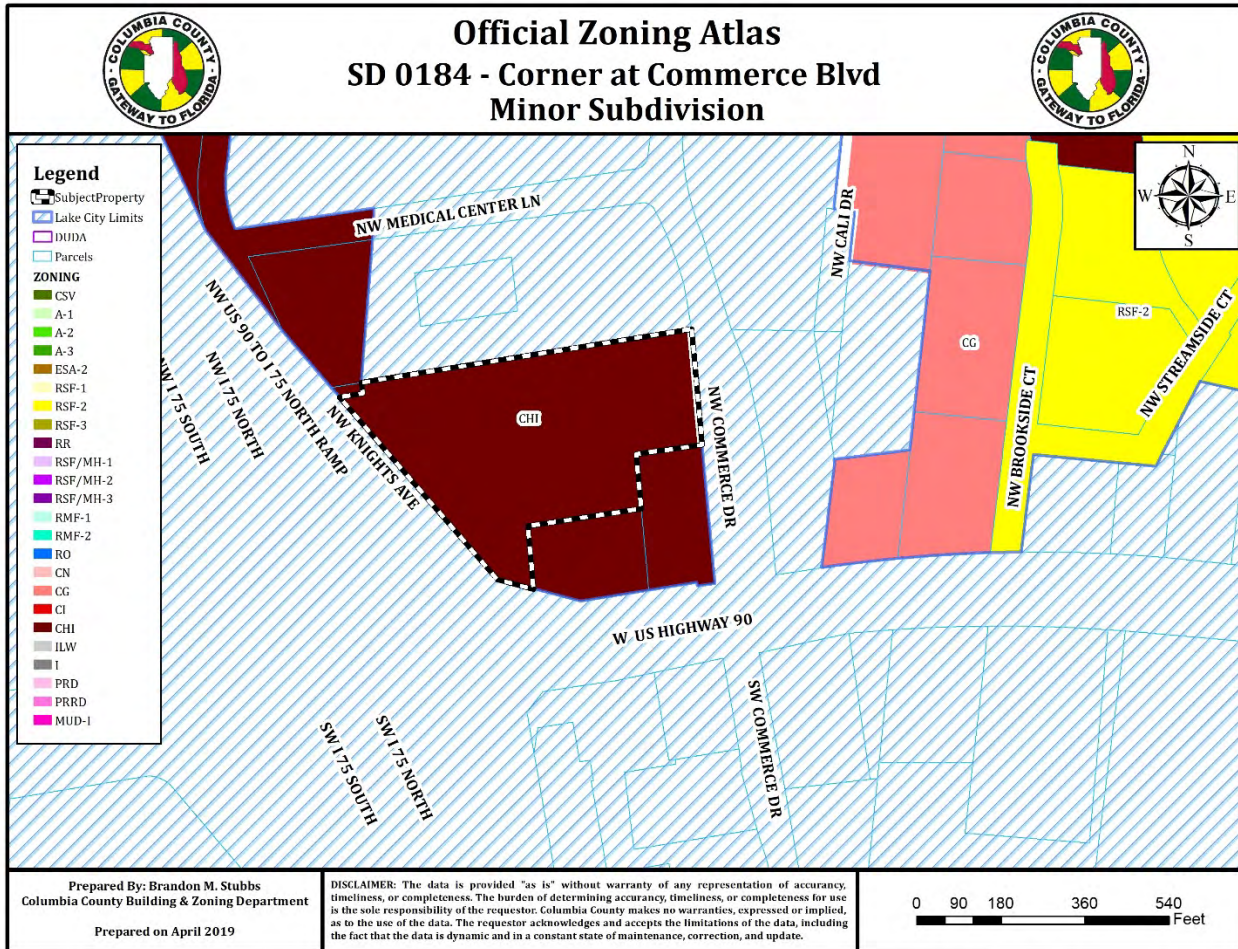 Official Zoning Atlas
SD 0184 - Corner at Commerce Blvd
Minor Subdivision
COLUMBIA COUNTY
GATEWAY TO FLORIDA
COLUMBIA COUNTY
GATEWAY TO FLORIDA
Legend
SubjectProperty
Lake City Limits
DUDA
Parcels
ZONING
CSV
A-1
A-2
A-3
ESA-2
RSF-1
RSF-2
RSF-3
RR
RSF/MH-1
RSF/MH-2
RSF/MH-3
RMF-1
RMF-2
RO
CN
CG
CI
CHI
ILW
I
PRD
PRRD
MUD-I
N
W
E
S
NW MEDICAL CENTER LN
NW CALI DR
NW US 90 TO I 75 NORTH RAMP
NW I 75 SOUTH
NW I 75 NORTH
NW KNIGHTS AVE
CHI
NW COMMERCE DR
CG
RSF-2
NW BROOKSIDE CT
NW STREAMSIDE CT
W US HIGHWAY 90
SW I 75 SOUTH
SW I 75 NORTH
SW COMMERCE DR
Prepared By: Brandon M. Stubbs
Columbia County Building & Zoning Department
Prepared on April 2019
DISCLAIMER: The data is provided "as is" without warranty of any representation of accurancy,
timeliness, or completeness. The burden of determining accuracy, timeliness, or completeness for use
is the sole responsibility of the requestor. Columbia County makes no warranties, expressed or implied,
as to the use of the data. The requestor acknowledges and accepts the limitations of the data, including
the fact that the data is dynamic and in a constant state of maintenance, correction, and update.
0 90 180 360 540
Feet